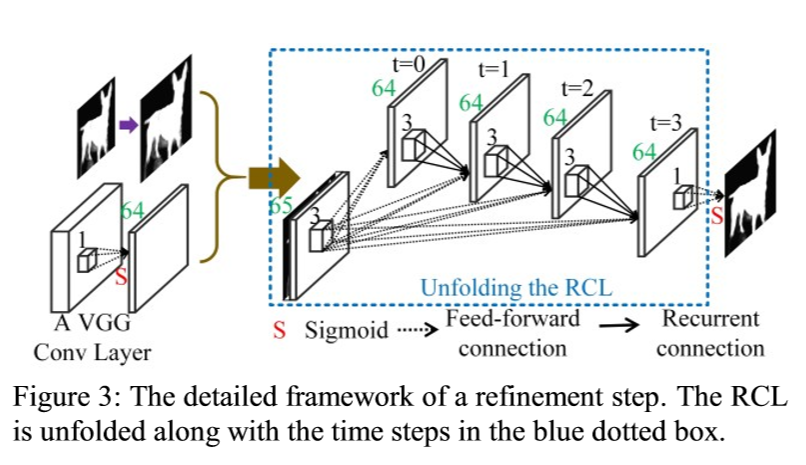 t=0
t=1
t=2
t=3
64
64
64
64
3
3
3
1
64
65
3
1
S
S
A VGG
Conv Layer
Unfolding the RCL
S Sigmoid
Feed-forward
connection
Recurrent
connection
Figure 3: The detailed framework of a refinement step. The RCL
is unfolded along with the time steps in the blue dotted box.